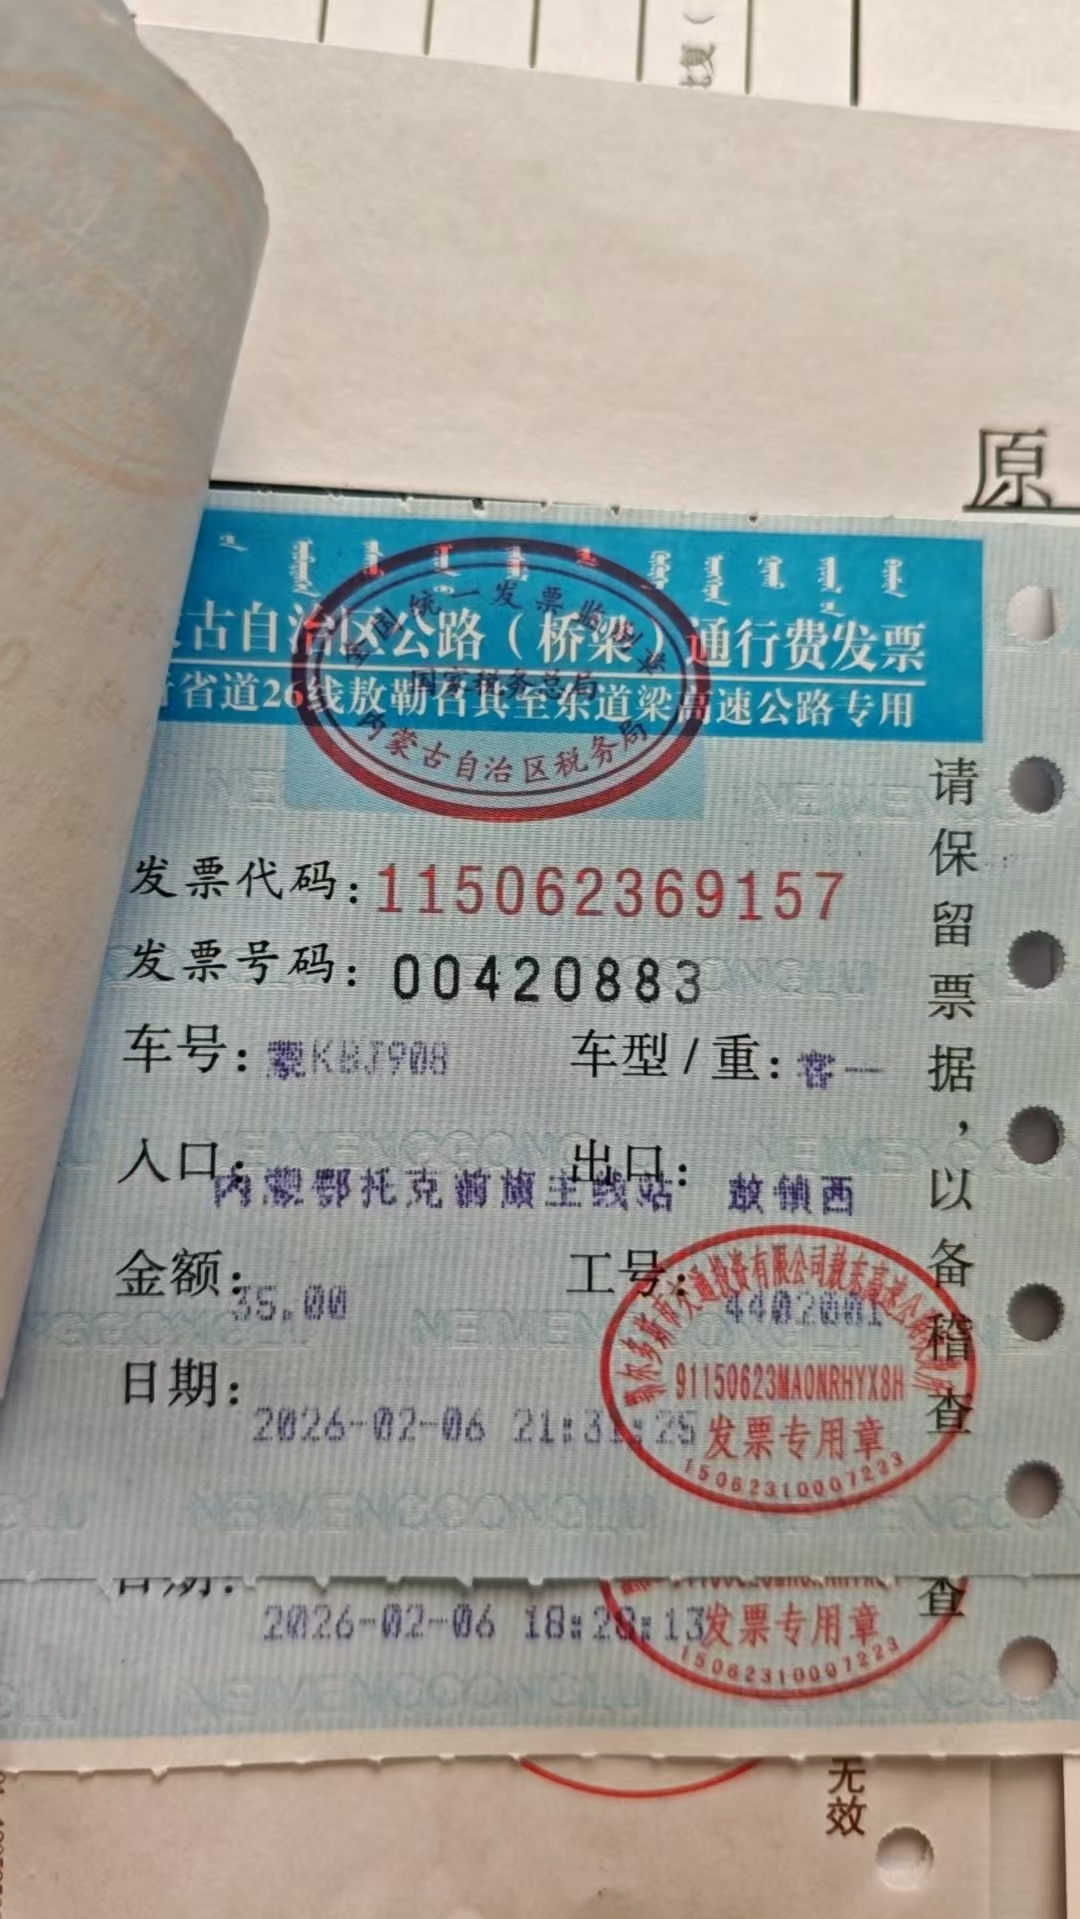 原
古自治区公路（桥梁）通行费发票
省道26线敖勒召其至东道梁高速公路专用
全国统一发票监制章
国家税务总局
内蒙古自治区税务局
发票代码：115062369157
发票号码：00420883
车号：蒙KBJ908 车型/重：客一
入口：内蒙鄂托克前旗主线站 出口：敖镇西
金额：35.00 工号：4402001
日期：2026-02-06 21:31:25
91150623MA0NRHYX8H
发票专用章
15062310007223
请保留票据，以备稽查
日期：2026-02-06 18:28:13
发票专用章
15062310007223
查
无效